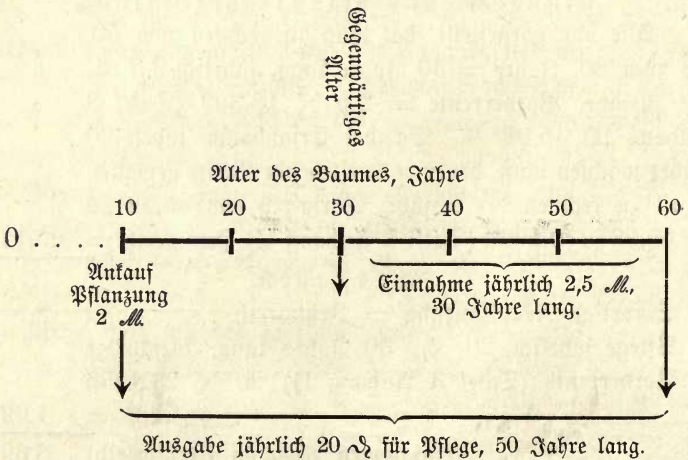 Gegenwärtiges
Alter
Alter des Baumes, Jahre
10 20 30 40 50 60
0 . . . .
Ankauf
Pflanzung
2 ℳ.
Einnahme jährlich 2,5 ℳ.,
30 Jahre lang.
Ausgabe jährlich 20 ₰ für Pflege, 50 Jahre lang.